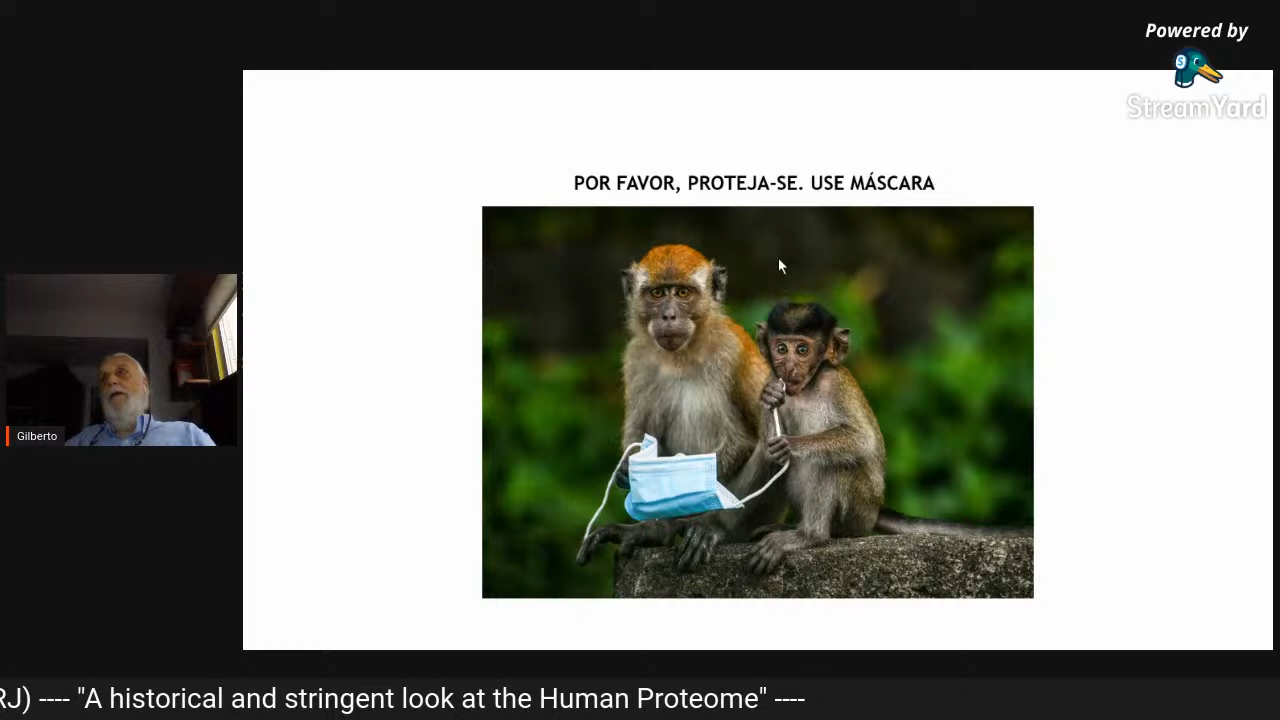 Powered by
StreamYard
POR FAVOR, PROTEJA-SE. USE MÁSCARA
Gilberto
RJ) ---- "A historical and stringent look at the Human Proteome" ----